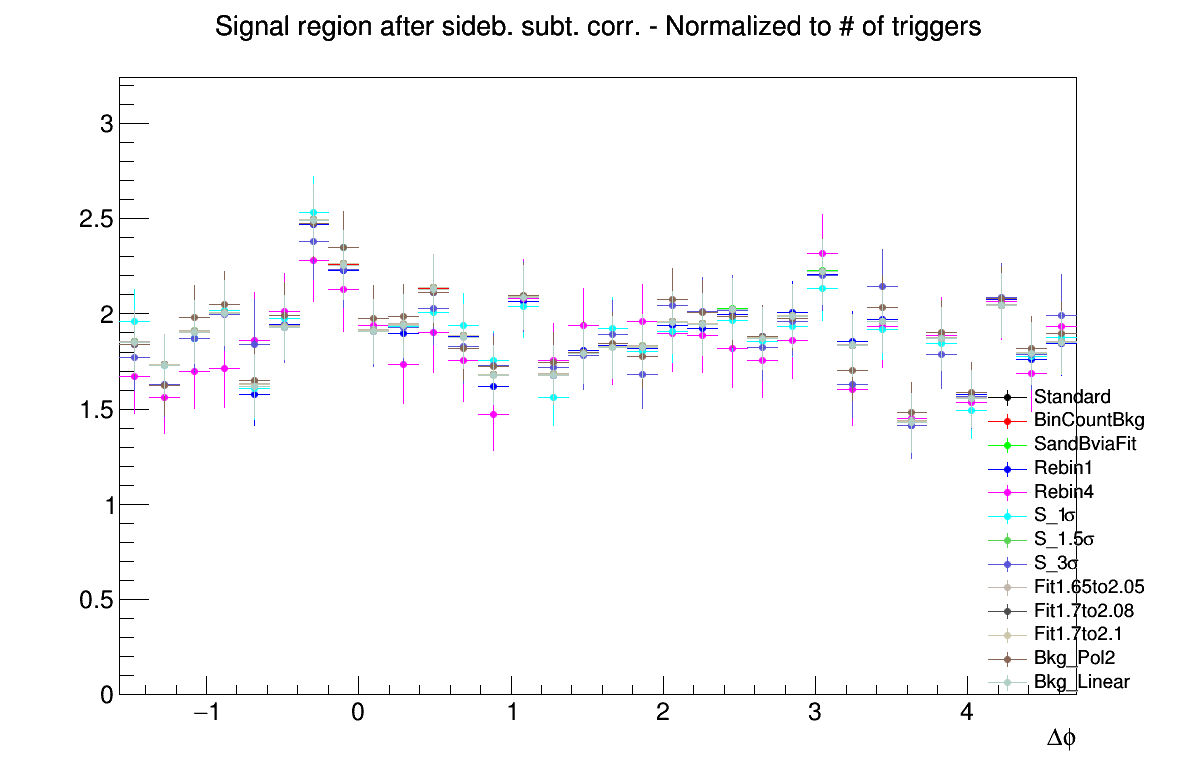 Signal region after sideb. subt. corr. - Normalized to # of triggers
3
2.5
2
1.5
1
0.5
0
Standard
BinCountBkg
SandBviaFit
Rebin1
Rebin4
S_1σ
S_1.5σ
S_3σ
Fit1.65to2.05
Fit1.7to2.08
Fit1.7to2.1
Bkg_Pol2
Bkg_Linear
−1 0 1 2 3 4
Δϕ